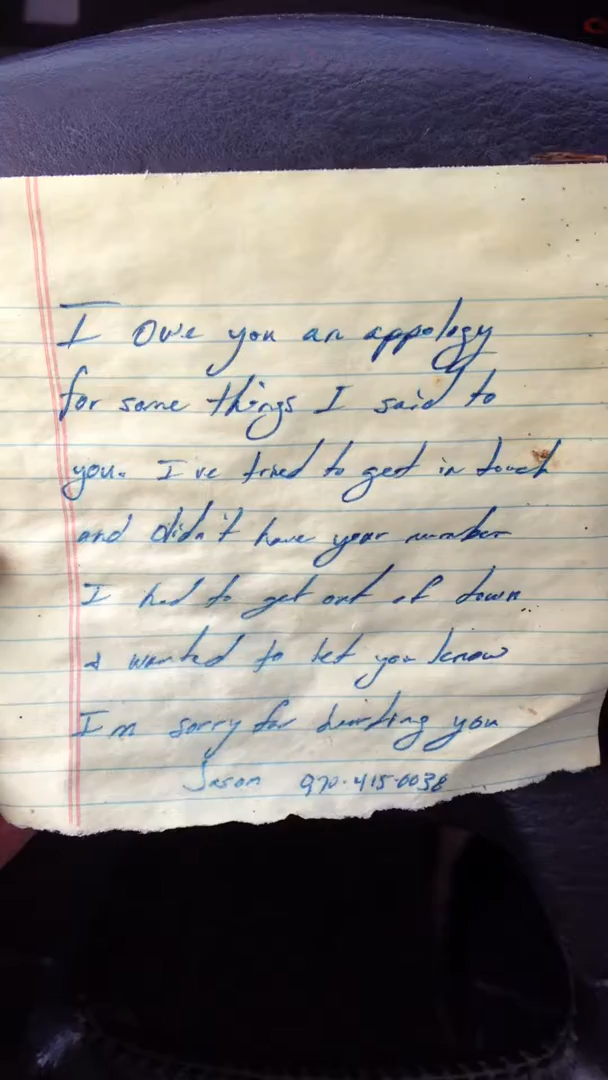 I owe you an appology
for some things I said to
you. I've tried to get in touch
and didn't have your number
I had to get out of town
& wanted to let you know
I'm sorry for hurting you
Jason 970-415-0038